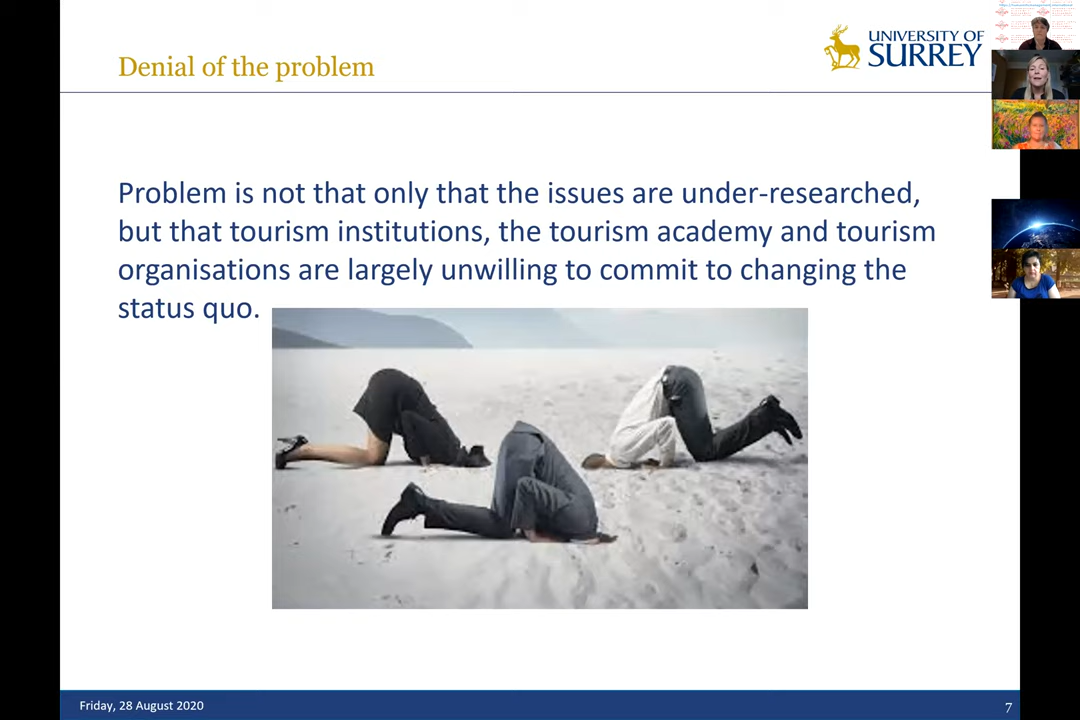 Denial of the problem
UNIVERSITY OF
SURREY
Problem is not that only that the issues are under-researched,
but that tourism institutions, the tourism academy and tourism
organisations are largely unwilling to commit to changing the
status quo.
Friday, 28 August 2020
7